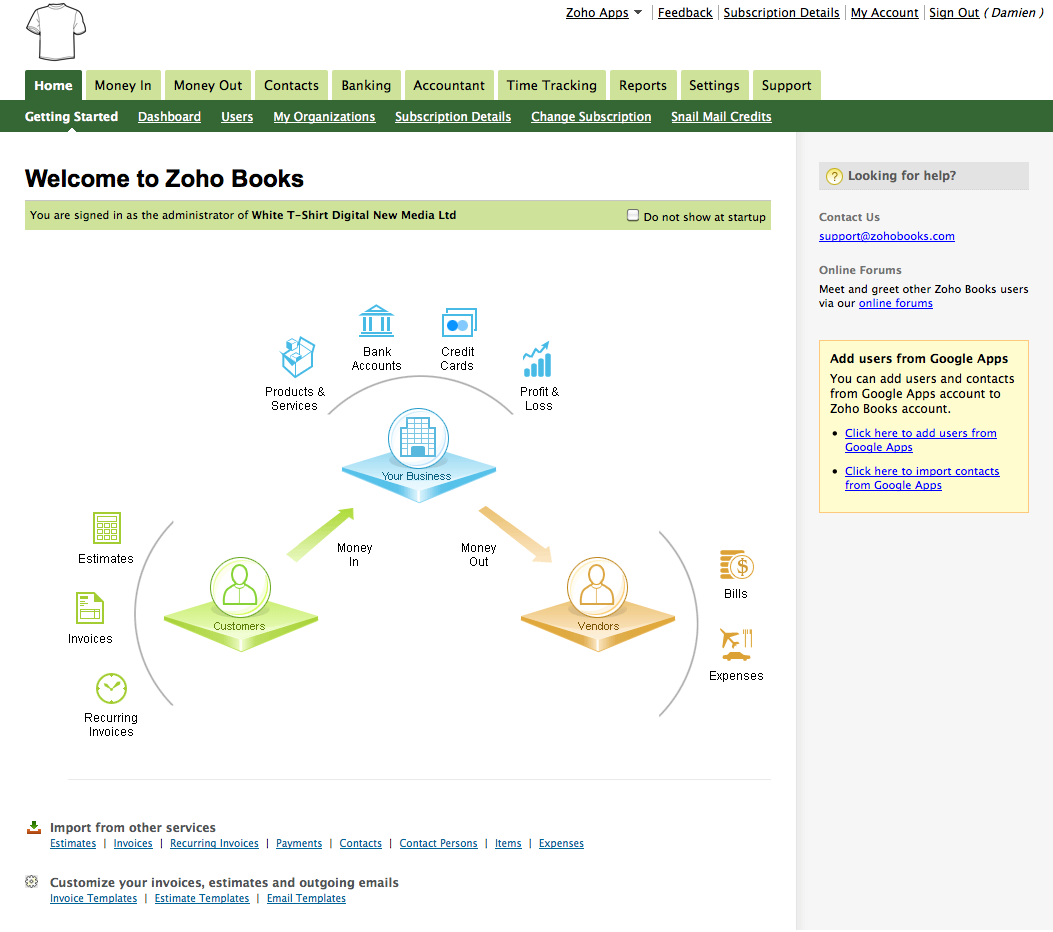 Zoho Apps Feedback Subscription Details My Account Sign Out ( Damien )
Home Money In Money Out Contacts Banking Accountant Time Tracking Reports Settings Support
Getting Started Dashboard Users My Organizations Subscription Details Change Subscription Snail Mail Credits
Welcome to Zoho Books
You are signed in as the administrator of White T-Shirt Digital New Media Ltd
Do not show at startup
Bank
Accounts
Credit
Cards
Products &
Services
Profit &
Loss
Your Business
Money
In
Money
Out
Estimates
Invoices
Recurring
Invoices
Customers
Vendors
Bills
Expenses
Import from other services
Estimates | Invoices | Recurring Invoices | Payments | Contacts | Contact Persons | Items | Expenses
Customize your invoices, estimates and outgoing emails
Invoice Templates | Estimate Templates | Email Templates
? Looking for help?
Contact Us
support@zohobooks.com
Online Forums
Meet and greet other Zoho Books users
via our online forums
Add users from Google Apps
You can add users and contacts
from Google Apps account to
Zoho Books account.
• Click here to add users from
Google Apps
• Click here to import contacts
from Google Apps